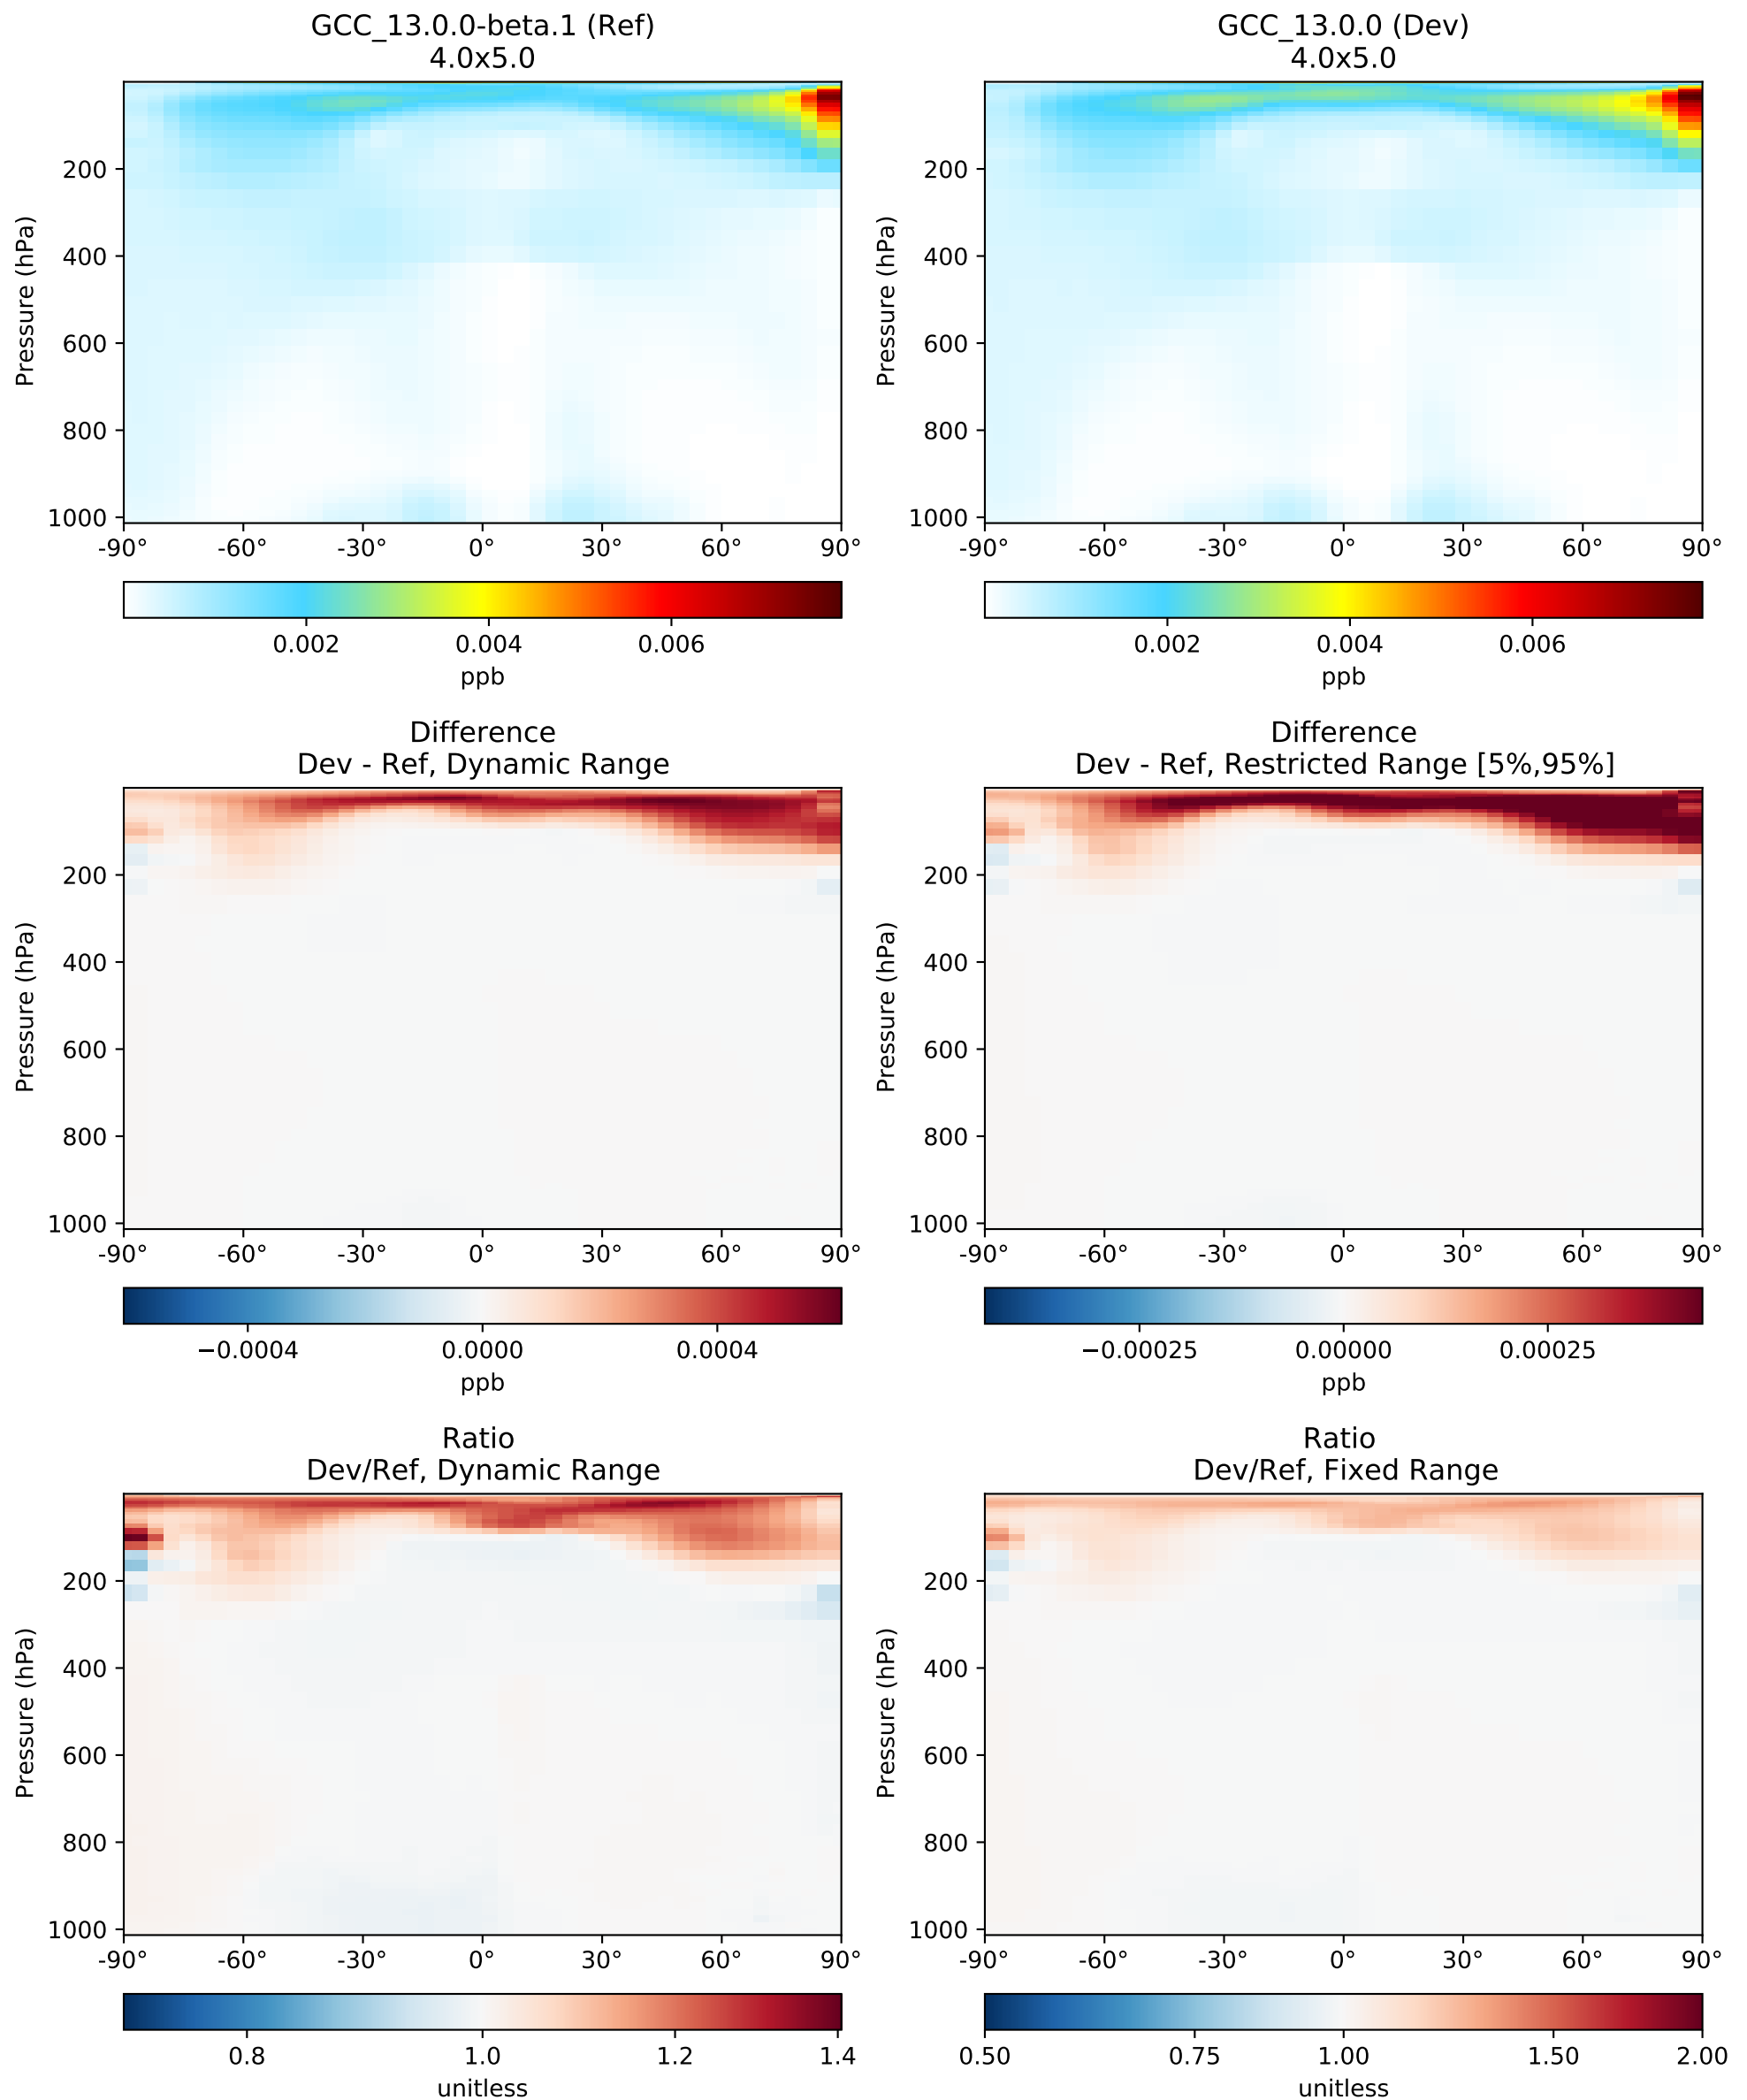 GCC_13.0.0-beta.1 (Ref)
4.0x5.0
Pressure (hPa)
200
400
600
800
1000
-90° -60° -30° 0° 30° 60° 90°
0.002 0.004 0.006
ppb
GCC_13.0.0 (Dev)
4.0x5.0
Pressure (hPa)
200
400
600
800
1000
-90° -60° -30° 0° 30° 60° 90°
0.002 0.004 0.006
ppb
Difference
Dev - Ref, Dynamic Range
Pressure (hPa)
200
400
600
800
1000
-90° -60° -30° 0° 30° 60° 90°
−0.0004 0.0000 0.0004
ppb
Difference
Dev - Ref, Restricted Range [5%,95%]
Pressure (hPa)
200
400
600
800
1000
-90° -60° -30° 0° 30° 60° 90°
−0.00025 0.00000 0.00025
ppb
Ratio
Dev/Ref, Dynamic Range
Pressure (hPa)
200
400
600
800
1000
-90° -60° -30° 0° 30° 60° 90°
0.8 1.0 1.2 1.4
unitless
Ratio
Dev/Ref, Fixed Range
Pressure (hPa)
200
400
600
800
1000
-90° -60° -30° 0° 30° 60° 90°
0.50 0.75 1.00 1.50 2.00
unitless